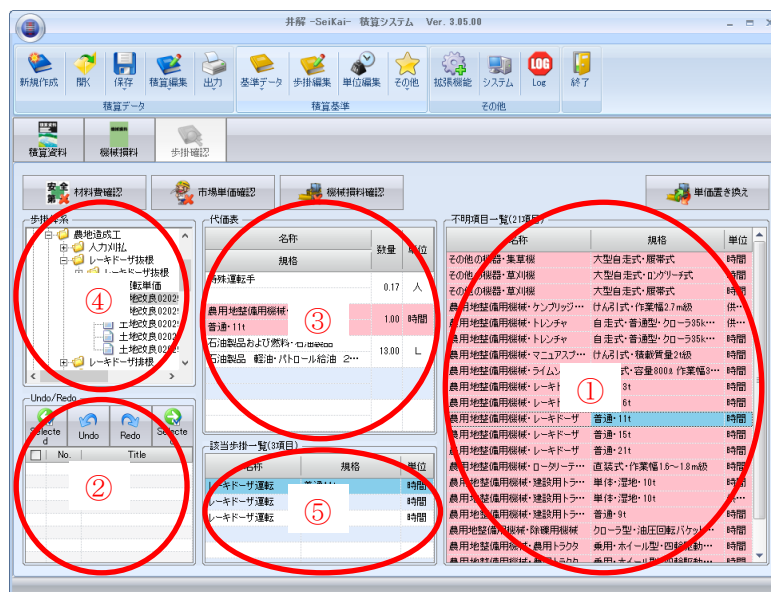 井解 -SeiKai- 積算システム Ver. 3.05.00
新規作成 開く 保存 積算編集 出力
積算データ
基準データ 歩掛編集 単位編集 その他
積算基準
拡張機能 システム LOG Log 終了
その他
積算資料 機械損料 歩掛確認
安全第一 材料費確認 市場単価確認 機械損料確認 単価置き換え
歩掛体系
農地造成工
人力刈払
レーキドーザ抜根
レーキドーザ抜根
転単価
地改良0202
地改良0202
土地改良0202
土地改良0202
レーキドーザ排根
④
Undo/Redo
Selected Undo Redo Selected
No. Title
②
代価表
名称 数量 単位
規格
特殊運転手
0.17 人
農用地整備用機械・
普通・11t 1.00 時間
石油製品および燃料・石油製品
石油製品 軽油・パトロール給油 2… 13.00 L
③
該当歩掛一覧(3項目)
名称 規格 単位
レーキドーザ運転 時間
レーキドーザ運転 時間
レーキドーザ運転 時間
⑤
不明項目一覧(21項目)
名称 規格 単位
その他の機器・集草機 大型自走式・履帯式 時間
その他の機器・草刈機 大型自走式・ロングリーチ式 時間
その他の機器・草刈機 大型自走式・履帯式 時間
農用地整備用機械・ケンブリッジ… けん引式・作業幅2.7m級 供…
農用地整備用機械・トレンチャ 自走式・普通型・クローラ35k… 供…
農用地整備用機械・トレンチャ 自走式・普通型・クローラ35k… 時間
農用地整備用機械・マニュアスプ… けん引式・積載質量2t級 時間
農用地整備用機械・ライムソ 式・容量800ℓ 作業幅3… 時間
農用地整備用機械・レーキド 3t 時間
農用地整備用機械・レーキド 6t 時間
農用地整備用機械・レーキドーザ 普通・11t 時間
農用地整備用機械・レーキドーザ 普通・15t 時間
農用地整備用機械・レーキドーザ 普通・21t 時間
農用地整備用機械・ロータリーテ… 直装式・作業幅1.6~1.8m級 時間
農用地整備用機械・建設用トラ… 単体・湿地・10t 時間
農用地整備用機械・建設用トラ… 単体・湿地・10t
農用地整備用機械・建設用トラ… 普通・9t 時間
農用地整備用機械・除礫用機械 クローラ型・油圧回転バケット… 時間
農用地整備用機械・農用トラクタ 乗用・ホイール型・四輪駆動… 時間
農用地整備用機械・農用トラクタ 乗用・ホイール型・四輪駆動… 時間
①